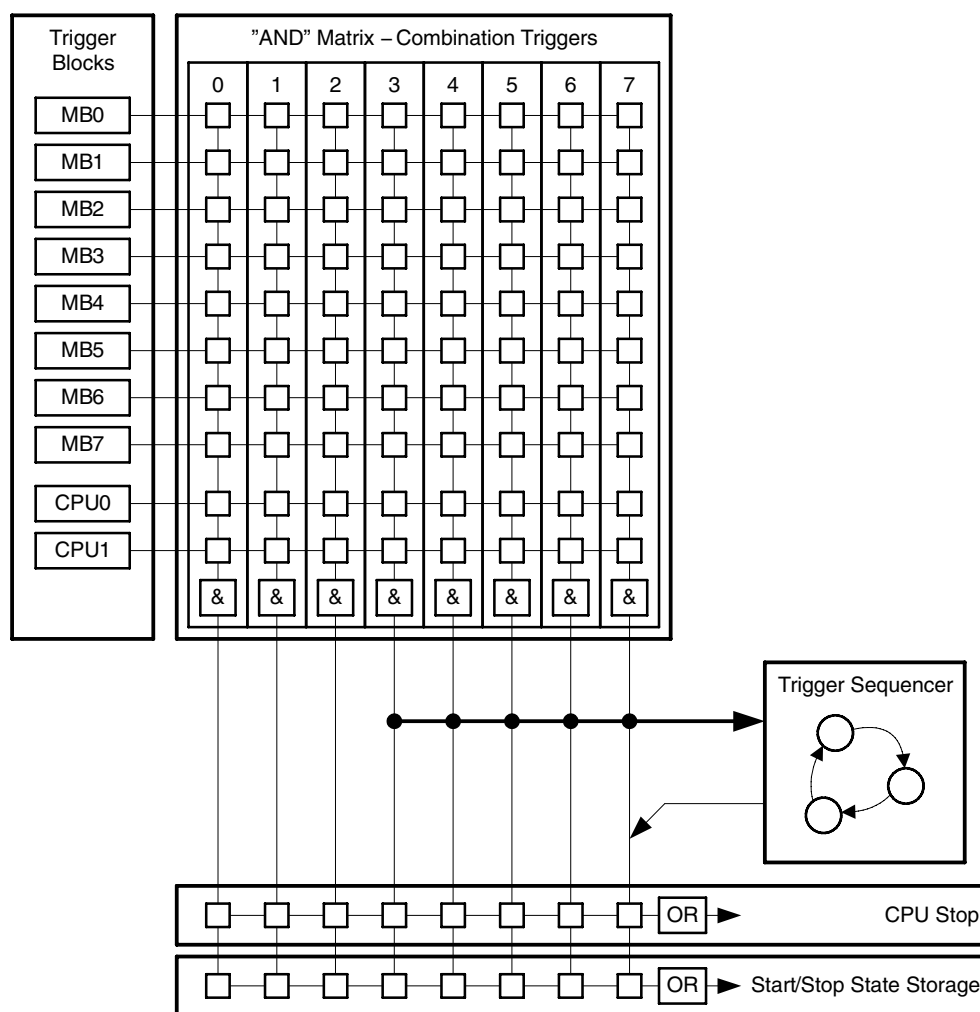 Trigger
Blocks
”AND” Matrix – Combination Triggers
0 1 2 3 4 5 6 7
MB0
MB1
MB2
MB3
MB4
MB5
MB6
MB7
CPU0
CPU1
& & & & & & & &
Trigger Sequencer
OR CPU Stop
OR Start/Stop State Storage